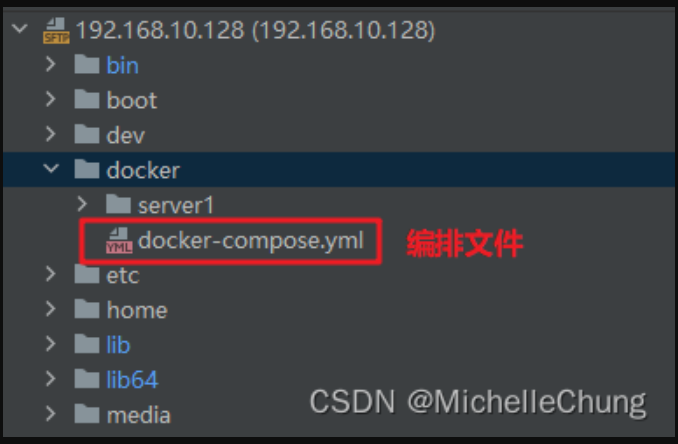 SFTP 192.168.10.128 (192.168.10.128)
bin
boot
dev
docker
server1
YML docker-compose.yml 编排文件
etc
home
lib
lib64
media
CSDN @MichelleChung